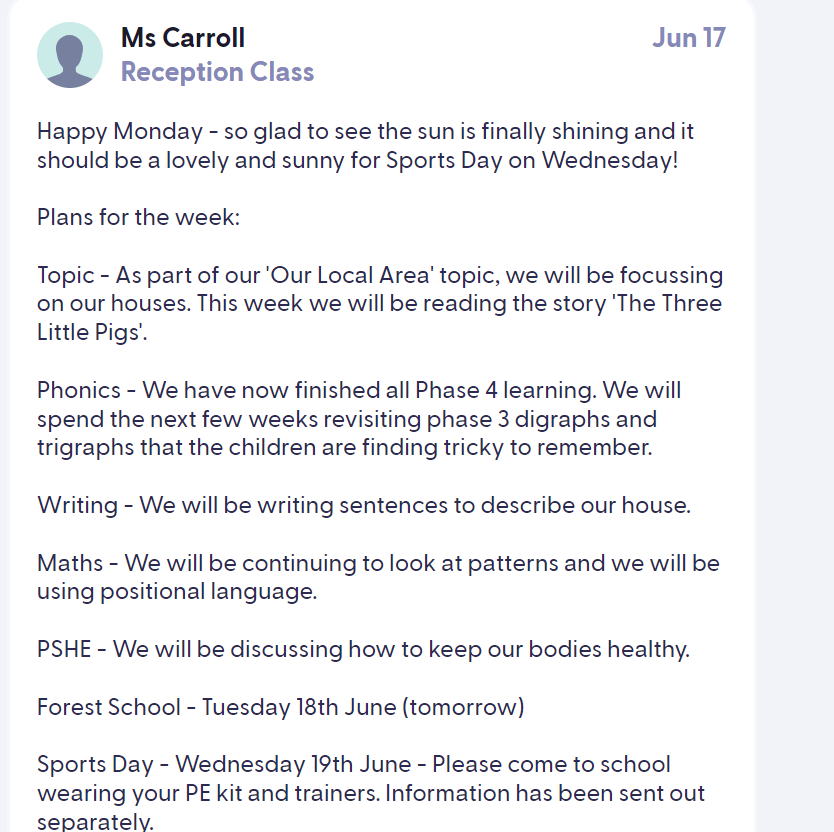 Ms Carroll
Jun 17
Reception Class
Happy Monday - so glad to see the sun is finally shining and it
should be a lovely and sunny for Sports Day on Wednesday!
Plans for the week:
Topic - As part of our 'Our Local Area' topic, we will be focussing
on our houses. This week we will be reading the story 'The Three
Little Pigs'.
Phonics - We have now finished all Phase 4 learning. We will
spend the next few weeks revisiting phase 3 digraphs and
trigraphs that the children are finding tricky to remember.
Writing - We will be writing sentences to describe our house.
Maths - We will be continuing to look at patterns and we will be
using positional language.
PSHE - We will be discussing how to keep our bodies healthy.
Forest School - Tuesday 18th June (tomorrow)
Sports Day - Wednesday 19th June - Please come to school
wearing your PE kit and trainers. Information has been sent out
separately.